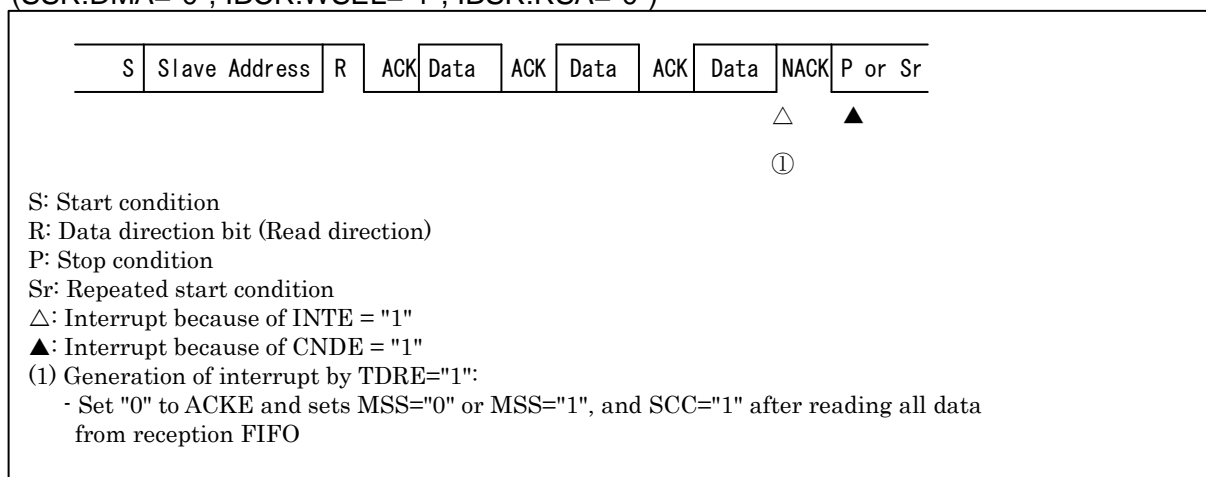 S Slave Address R ACK Data ACK Data ACK Data NACK P or Sr
△ ▲
①
S: Start condition
R: Data direction bit (Read direction)
P: Stop condition
Sr: Repeated start condition
△: Interrupt because of INTE = "1"
▲: Interrupt because of CNDE = "1"
(1) Generation of interrupt by TDRE="1":
- Set "0" to ACKE and sets MSS="0" or MSS="1", and SCC="1" after reading all data
from reception FIFO